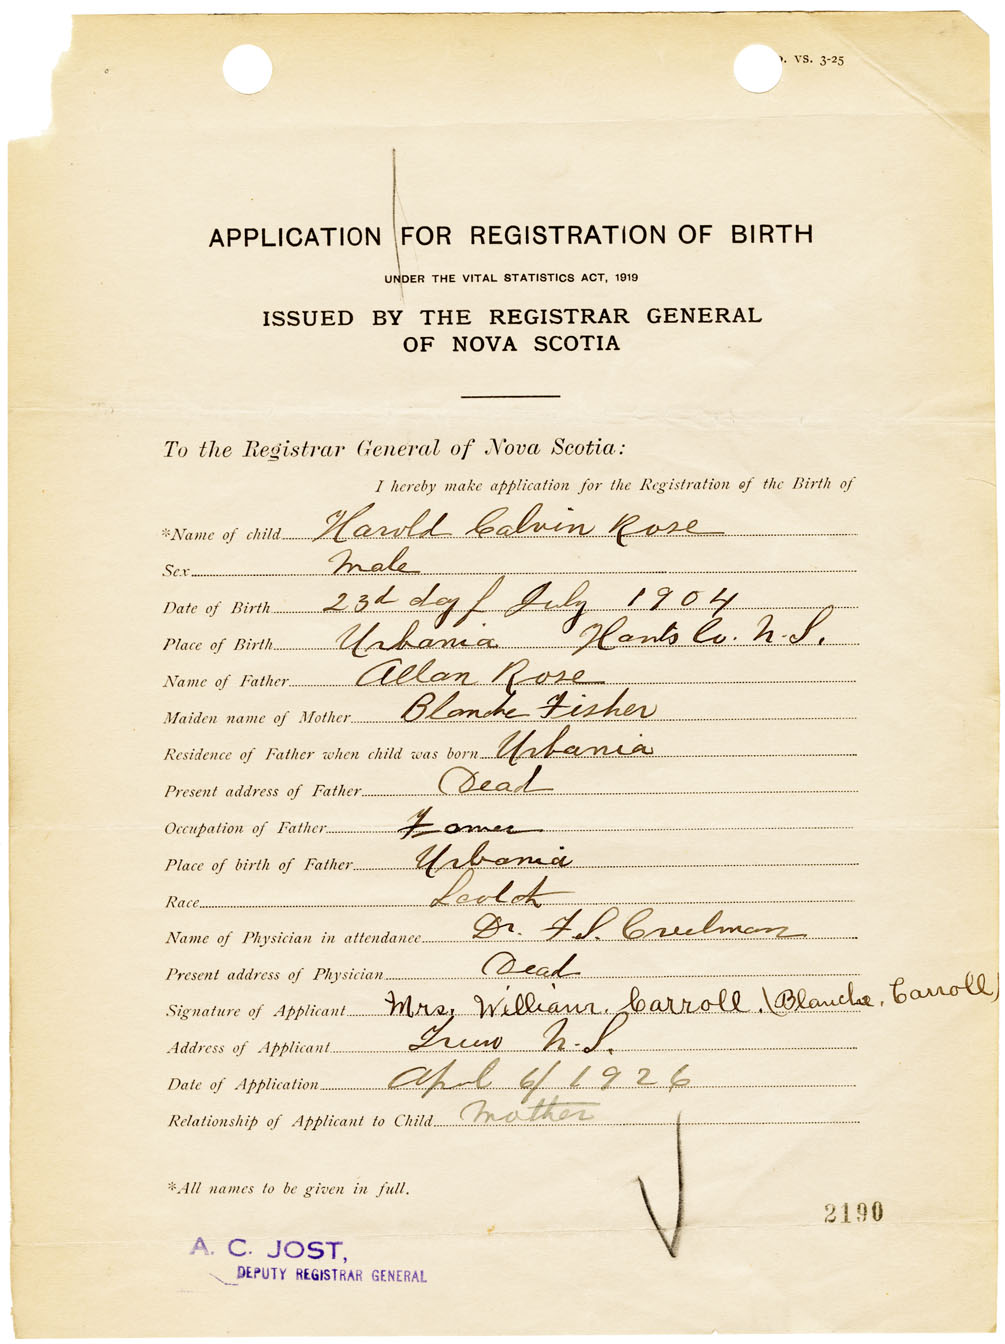 . VS. 3-25
APPLICATION FOR REGISTRATION OF BIRTH
UNDER THE VITAL STATISTICS ACT, 1919
ISSUED BY THE REGISTRAR GENERAL
OF NOVA SCOTIA
To the Registrar General of Nova Scotia:
I hereby make application for the Registration of the Birth of
*Name of child Harold Calvin Rose
Sex Male
Date of Birth 23d day of July 1904
Place of Birth Urbania Hants Co. N.S.
Name of Father Allan Rose
Maiden name of Mother Blanche Fisher
Residence of Father when child was born Urbania
Present address of Father Dead
Occupation of Father Famer
Place of birth of Father Urbania
Race Scotch
Name of Physician in attendance Dr. F S. Creelman
Present address of Physician Dead
Signature of Applicant Mrs. William. Carroll. (Blanche. Carroll)
Address of Applicant Truro N.S.
Date of Application April 6/1926
Relationship of Applicant to Child Mother
*All names to be given in full.
2190
A. C. JOST,
DEPUTY REGISTRAR GENERAL